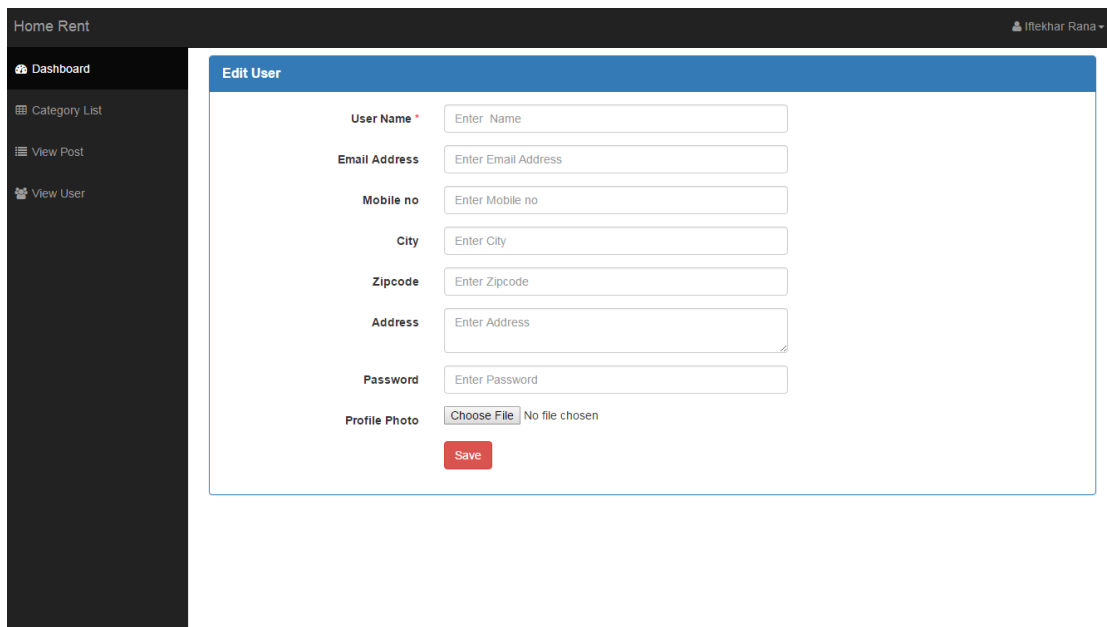 Home Rent
Iftekhar Rana
Dashboard
Category List
View Post
View User
Edit User
User Name *
Enter Name
Email Address
Enter Email Address
Mobile no
Enter Mobile no
City
Enter City
Zipcode
Enter Zipcode
Address
Enter Address
Password
Enter Password
Profile Photo
Choose File No file chosen
Save